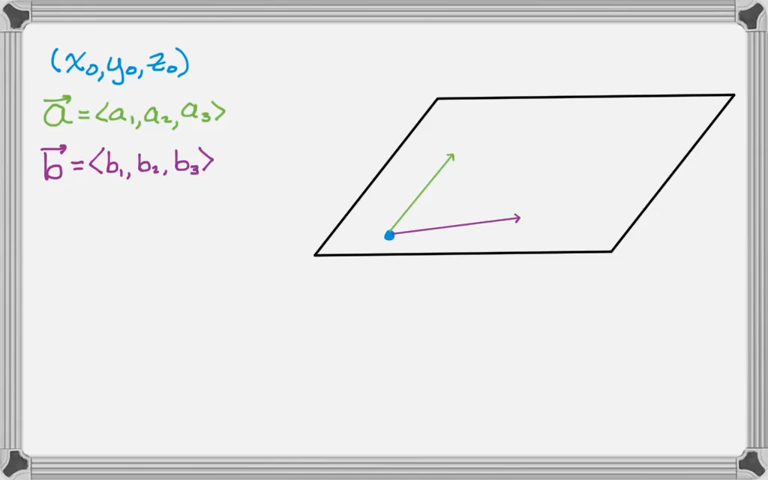 (x₀, y₀, z₀)
a⃗ = <a₁, a₂, a₃>
b⃗ = <b₁, b₂, b₃>